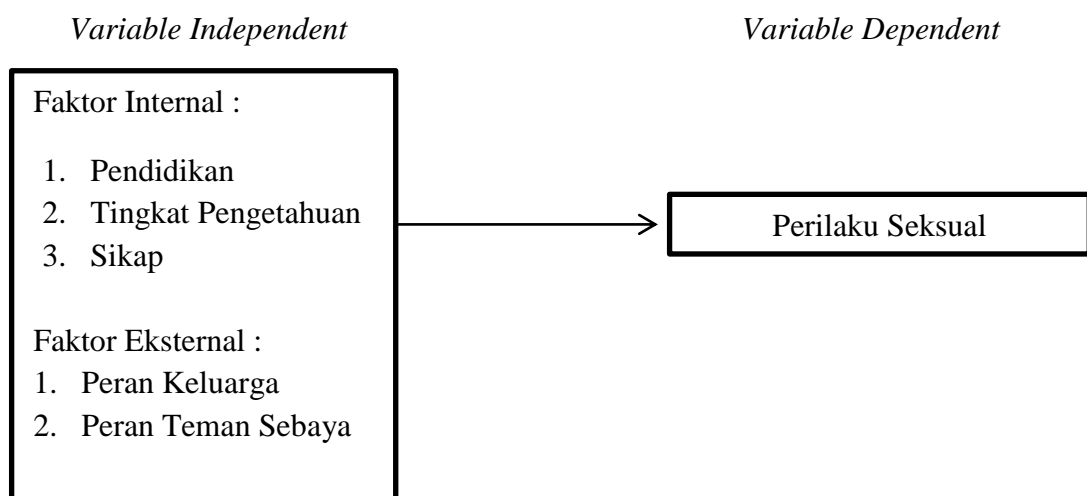 Variable Independent
Variable Dependent
Faktor Internal :
1. Pendidikan
2. Tingkat Pengetahuan
3. Sikap
Perilaku Seksual
Faktor Eksternal :
1. Peran Keluarga
2. Peran Teman Sebaya